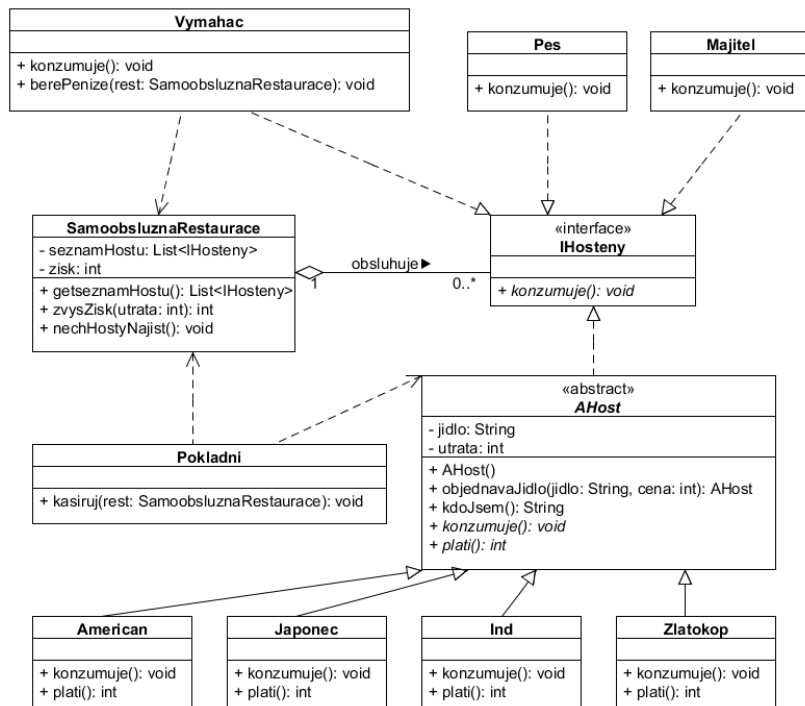 Vymahac
+ konzumuje(): void
+ berePenize(rest: SamoobsluznaRestaurace): void
Pes
+ konzumuje(): void
Majitel
+ konzumuje(): void
SamoobsluznaRestaurace
- seznamHostu: List<IHosteny>
- zisk: int
+ getseznamHostu(): List<IHosteny>
+ zvysZisk(utrata: int): int
+ nechHostyNajist(): void
obsluhuje
1
0..*
«interface»
IHosteny
+ konzumuje(): void
«abstract»
AHost
- jidlo: String
- utrata: int
+ AHost()
+ objednavaJidlo(jidlo: String, cena: int): AHost
+ kdoJsem(): String
+ konzumuje(): void
+ plati(): int
Pokladni
+ kasiruj(rest: SamoobsluznaRestaurace): void
American
+ konzumuje(): void
+ plati(): int
Japonec
+ konzumuje(): void
+ plati(): int
Ind
+ konzumuje(): void
+ plati(): int
Zlatokop
+ konzumuje(): void
+ plati(): int